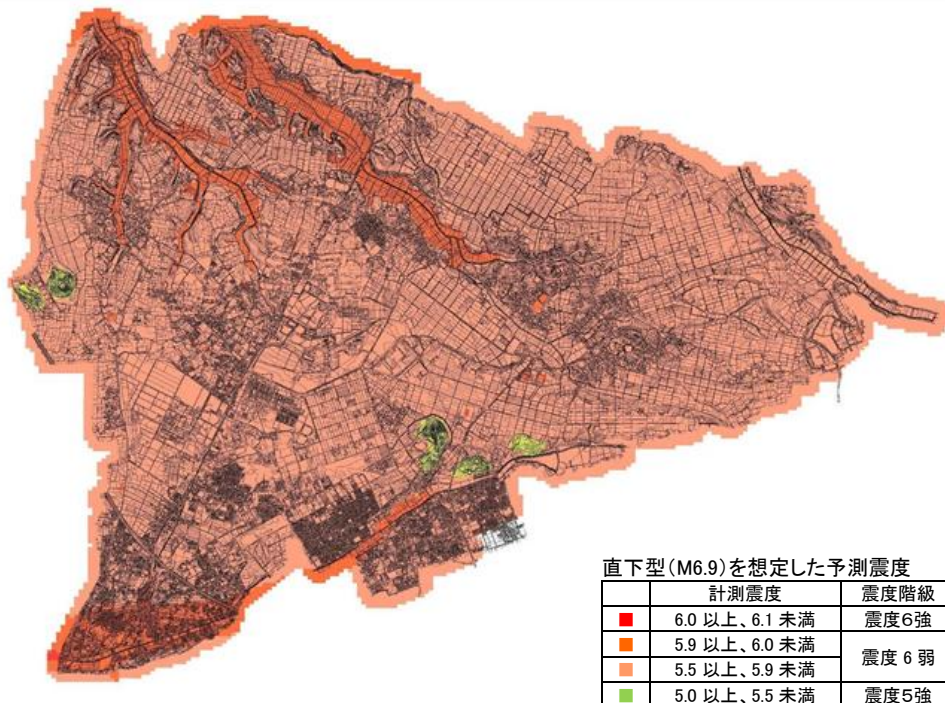 直下型(M6.9)を想定した予測震度
計測震度 震度階級
6.0 以上、6.1 未満 震度6強
5.9 以上、6.0 未満 震度 6 弱
5.5 以上、5.9 未満
5.0 以上、5.5 未満 震度5強